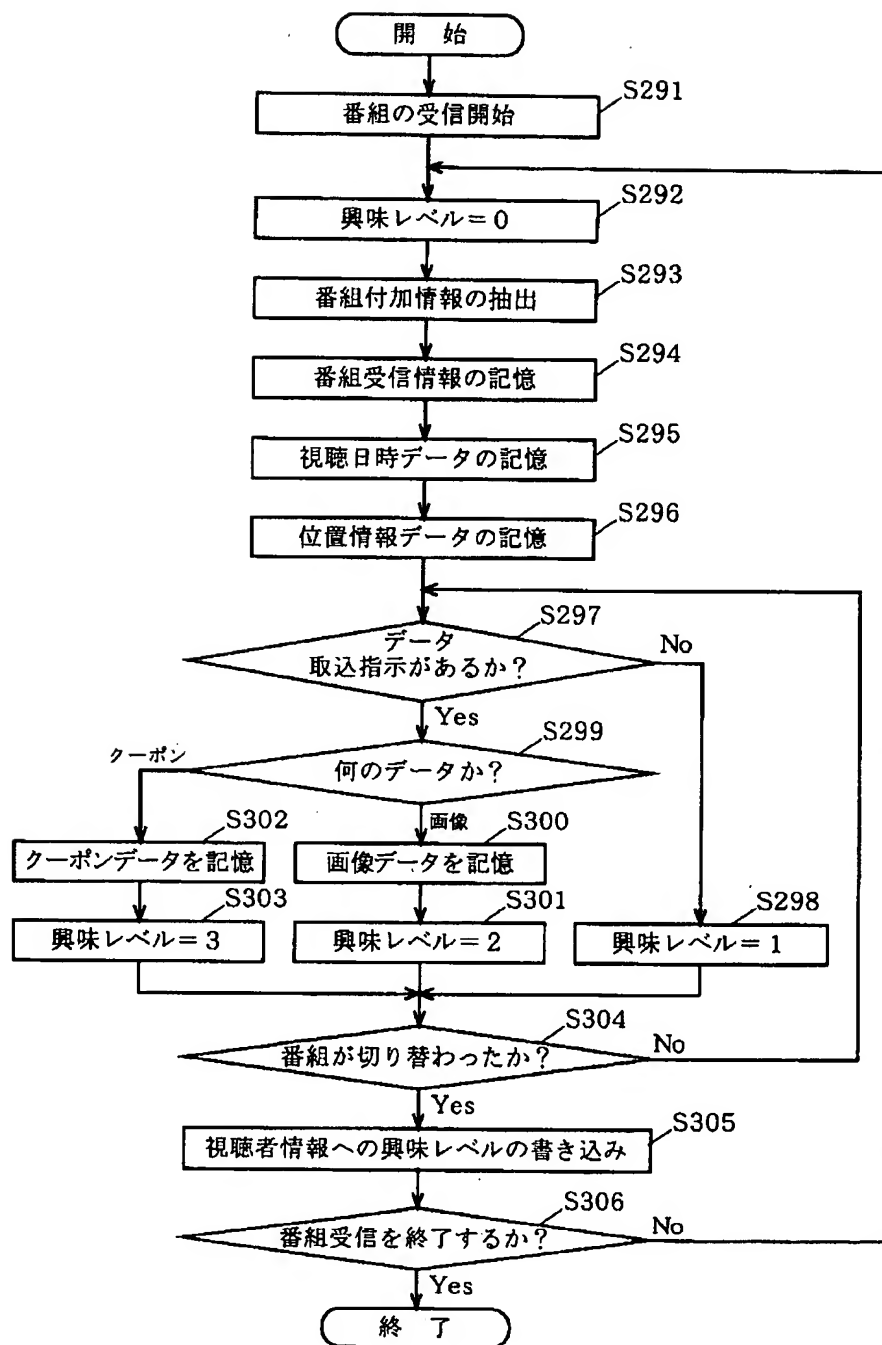 開 始
S291
番組の受信開始
S292
興味レベル＝0
S293
番組付加情報の抽出
S294
番組受信情報の記憶
S295
視聴日時データの記憶
S296
位置情報データの記憶
S297
データ
取込指示があるか？
No
Yes
S299
クーポン
何のデータか？
画像
S302
S300
クーポンデータを記憶
画像データを記憶
S303
S301
S298
興味レベル＝3
興味レベル＝2
興味レベル＝1
S304
番組が切り替わったか？
No
Yes
S305
視聴者情報への興味レベルの書き込み
S306
番組受信を終了するか？
No
Yes
終 了